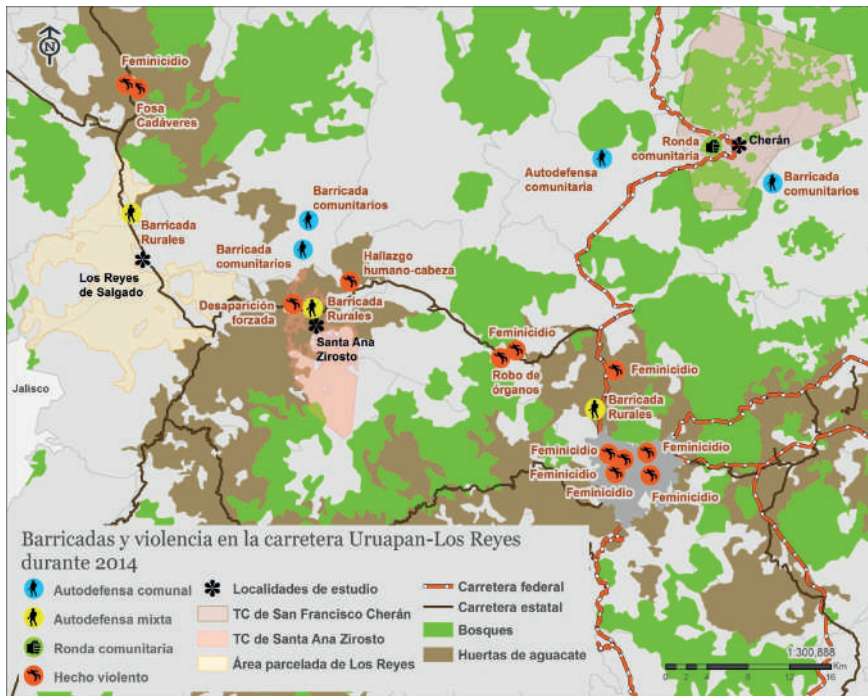 N
Feminicidio
Fosa
Cadáveres
Ronda
comunitaria
Cherán
Autodefensa
comunitaria
Barricada
comunitarios
Barricada
comunitarios
Barricada
Rurales
Barricada
comunitarios
Hallazgo
humano-cabeza
Los Reyes
de Salgado
Desaparición
forzada
Barricada
Rurales
Santa Ana
Zirosto
Feminicidio
Robo de
órganos
Feminicidio
Jalisco
Barricada
Rurales
Feminicidio
Feminicidio
Feminicidio
Feminicidio
Feminicidio
Barricadas y violencia en la carretera Uruapan-Los Reyes
durante 2014
Autodefensa comunal
Autodefensa mixta
Ronda comunitaria
Hecho violento
Localidades de estudio
TC de San Francisco Cherán
TC de Santa Ana Zirosto
Área parcelada de Los Reyes
Carretera federal
Carretera estatal
Bosques
Huertas de aguacate
1:300,888
Km
0 4 8 12 16